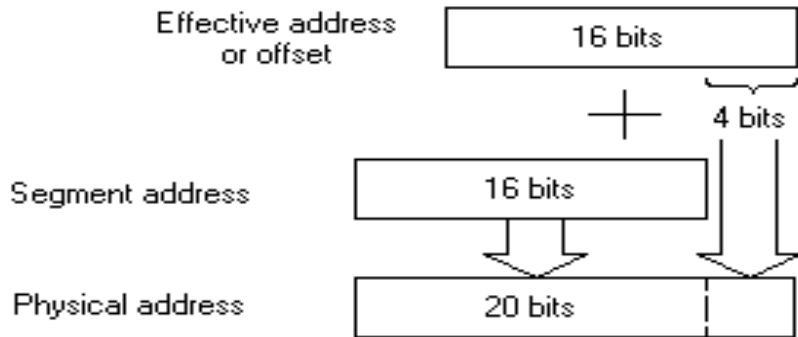 Effective address
or offset
16 bits
4 bits
Segment address
16 bits
Physical address
20 bits